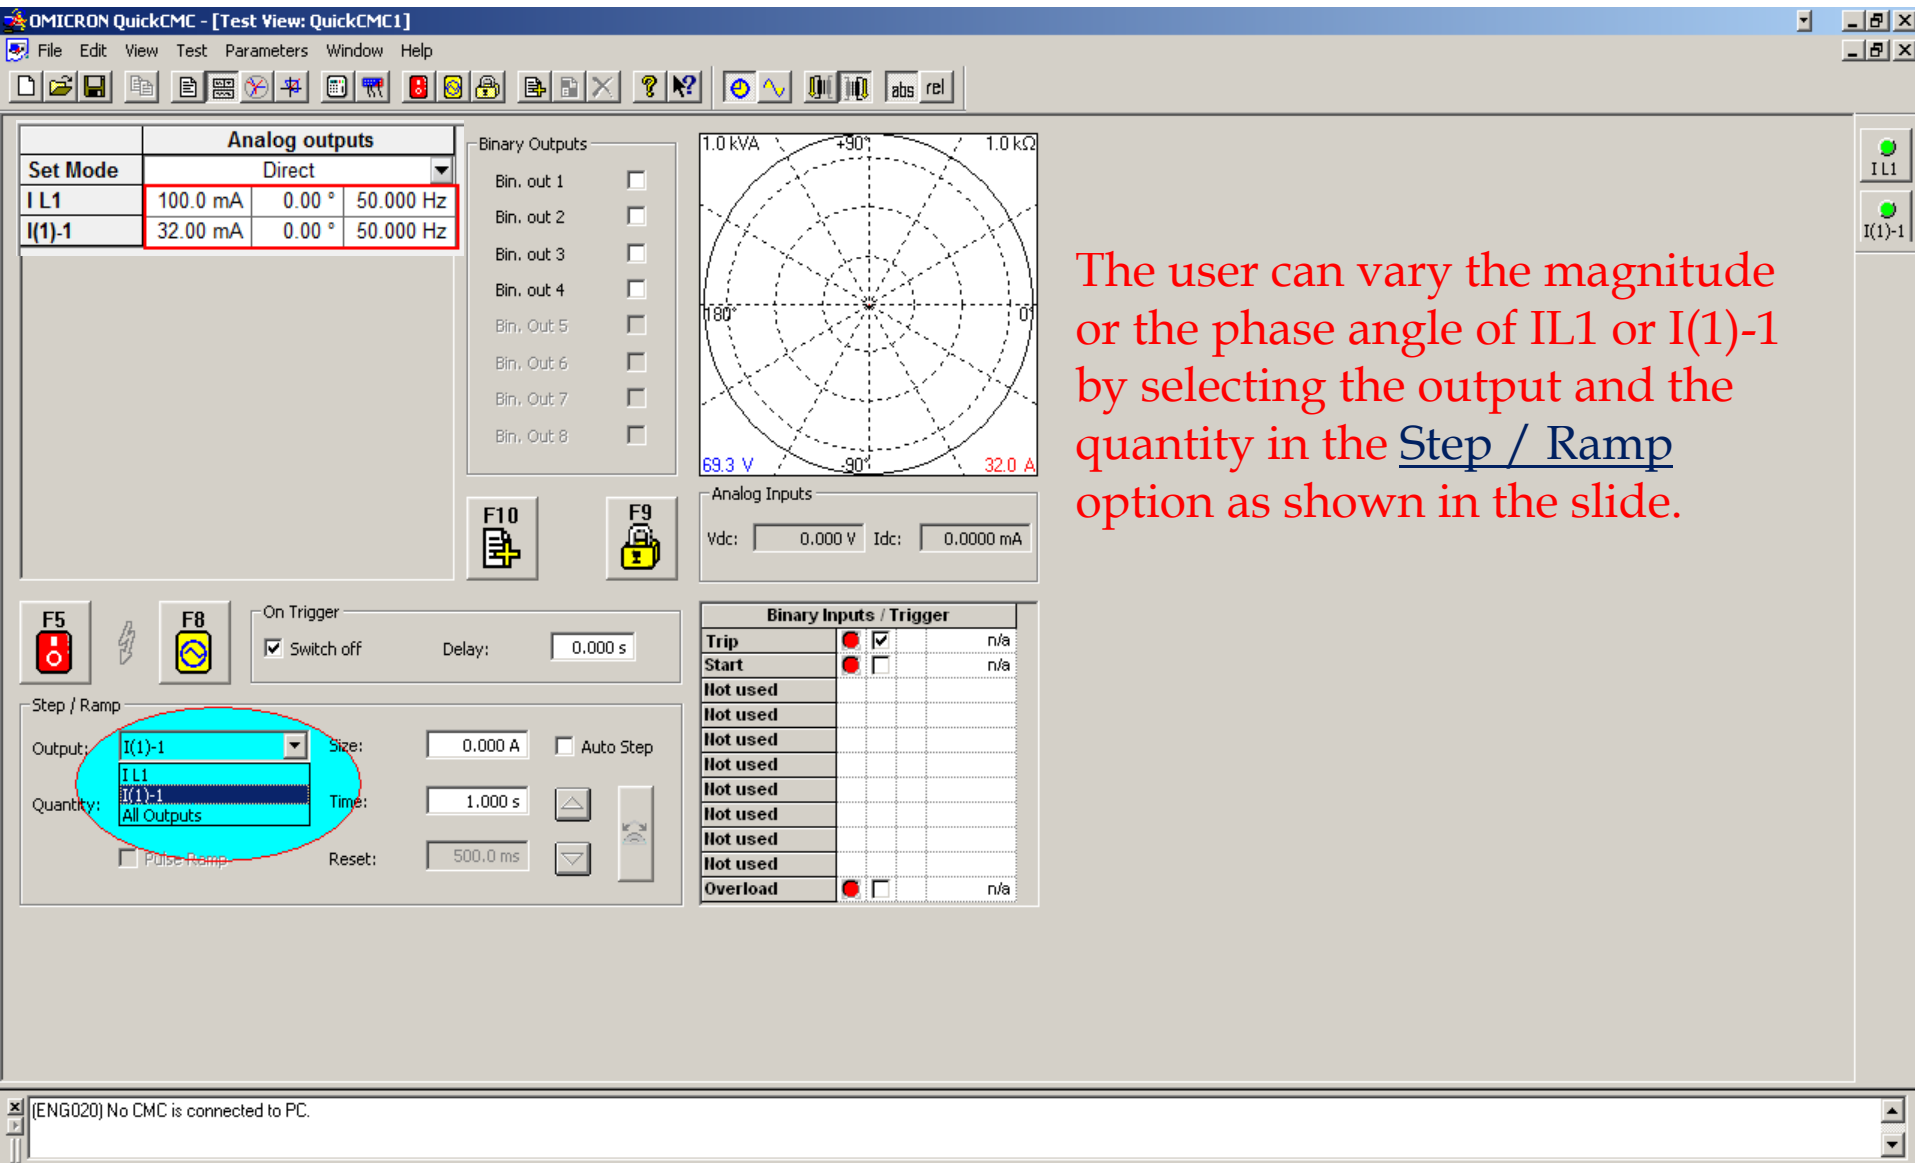 OMICRON QuickCMC - [Test View: QuickCMC1]
File Edit View Test Parameters Window Help
abs rel
Analog outputs
Set Mode Direct
I L1 100.0 mA 0.00 ° 50.000 Hz
I(1)-1 32.00 mA 0.00 ° 50.000 Hz
Binary Outputs
Bin. out 1
Bin. out 2
Bin. out 3
Bin. out 4
Bin. Out 5
Bin. Out 6
Bin. Out 7
Bin. Out 8
F10
F9
1.0 kVA +90° 1.0 kΩ
180° 0°
69.3 V -90° 32.0 A
Analog Inputs
Vdc: 0.000 V Idc: 0.0000 mA
I L1
I(1)-1
The user can vary the magnitude
or the phase angle of IL1 or I(1)-1
by selecting the output and the
quantity in the Step / Ramp
option as shown in the slide.
F5
F8
On Trigger
Switch off Delay: 0.000 s
Step / Ramp
Output: I(1)-1 Size: 0.000 A Auto Step
I L1
I(1)-1
All Outputs
Quantity: Time: 1.000 s
Pulse Ramp Reset: 500.0 ms
Binary Inputs / Trigger
Trip n/a
Start n/a
Not used
Not used
Not used
Not used
Not used
Not used
Not used
Not used
Overload n/a
(ENG020) No CMC is connected to PC.